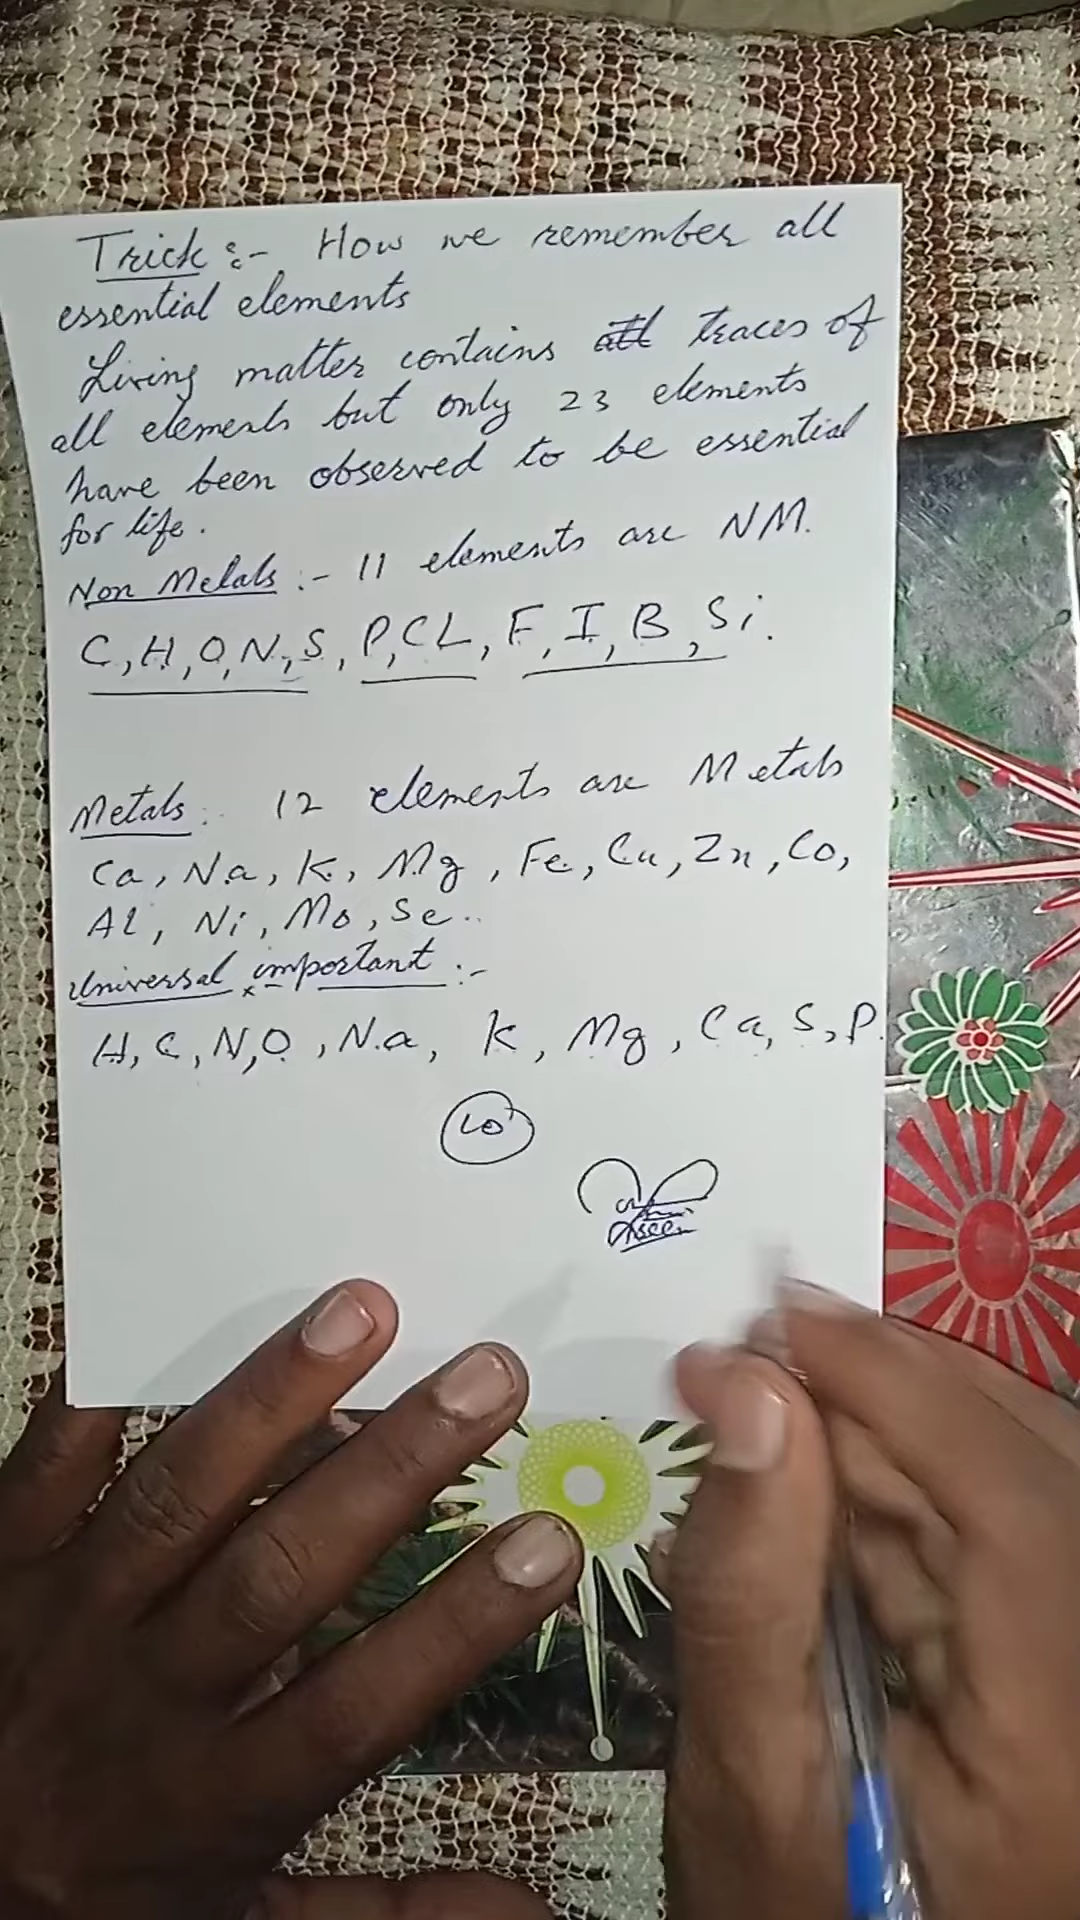 Trick :- How we remember all
essential elements
Living matter contains all traces of
all elements but only 23 elements
have been observed to be essential
for life.
Non Metals :- 11 elements are NM.
C, H, O, N, S, P, CL, F, I, B, Si.
Metals : 12 elements are Metals
Ca, Na, K, Mg, Fe, Cu, Zn, Co,
Al, Ni, Mo, Se..
Universal important :-
H, C, N, O, Na, K, Mg, Ca, S, P.
10